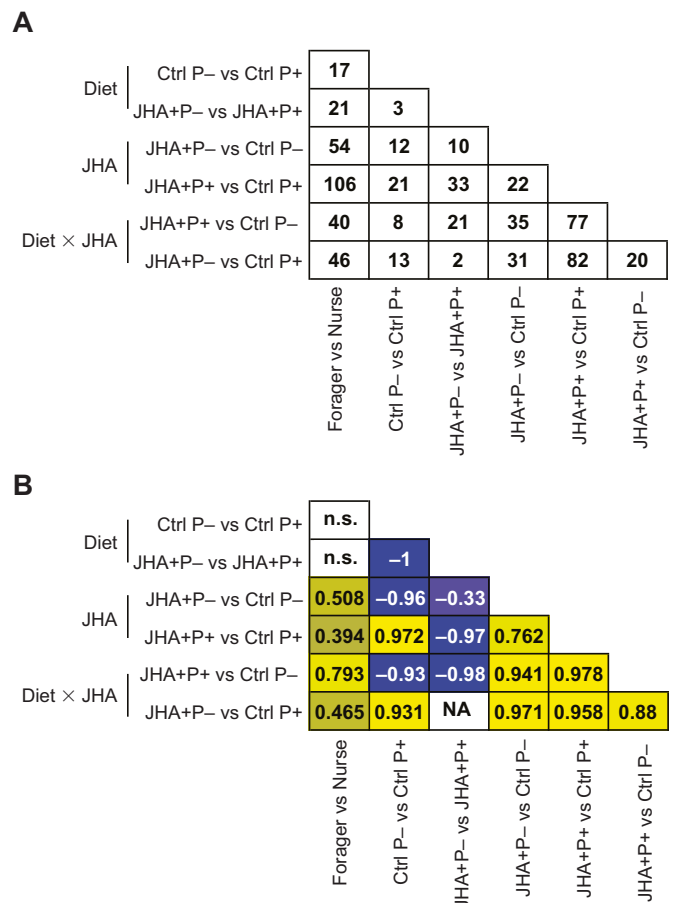 A
Diet
Ctrl P– vs Ctrl P+ 17
JHA+P– vs JHA+P+ 21 3
JHA
JHA+P– vs Ctrl P– 54 12 10
JHA+P+ vs Ctrl P+ 106 21 33 22
Diet × JHA
JHA+P+ vs Ctrl P– 40 8 21 35 77
JHA+P– vs Ctrl P+ 46 13 2 31 82 20
Forager vs Nurse
Ctrl P– vs Ctrl P+
JHA+P– vs JHA+P+
JHA+P– vs Ctrl P–
JHA+P+ vs Ctrl P+
JHA+P+ vs Ctrl P–
B
Diet
Ctrl P– vs Ctrl P+ n.s.
JHA+P– vs JHA+P+ n.s. –1
JHA
JHA+P– vs Ctrl P– 0.508 –0.96 –0.33
JHA+P+ vs Ctrl P+ 0.394 0.972 –0.97 0.762
Diet × JHA
JHA+P+ vs Ctrl P– 0.793 –0.93 –0.98 0.941 0.978
JHA+P– vs Ctrl P+ 0.465 0.931 NA 0.971 0.958 0.88
Forager vs Nurse
Ctrl P– vs Ctrl P+
JHA+P– vs JHA+P+
JHA+P– vs Ctrl P–
JHA+P+ vs Ctrl P+
JHA+P+ vs Ctrl P–